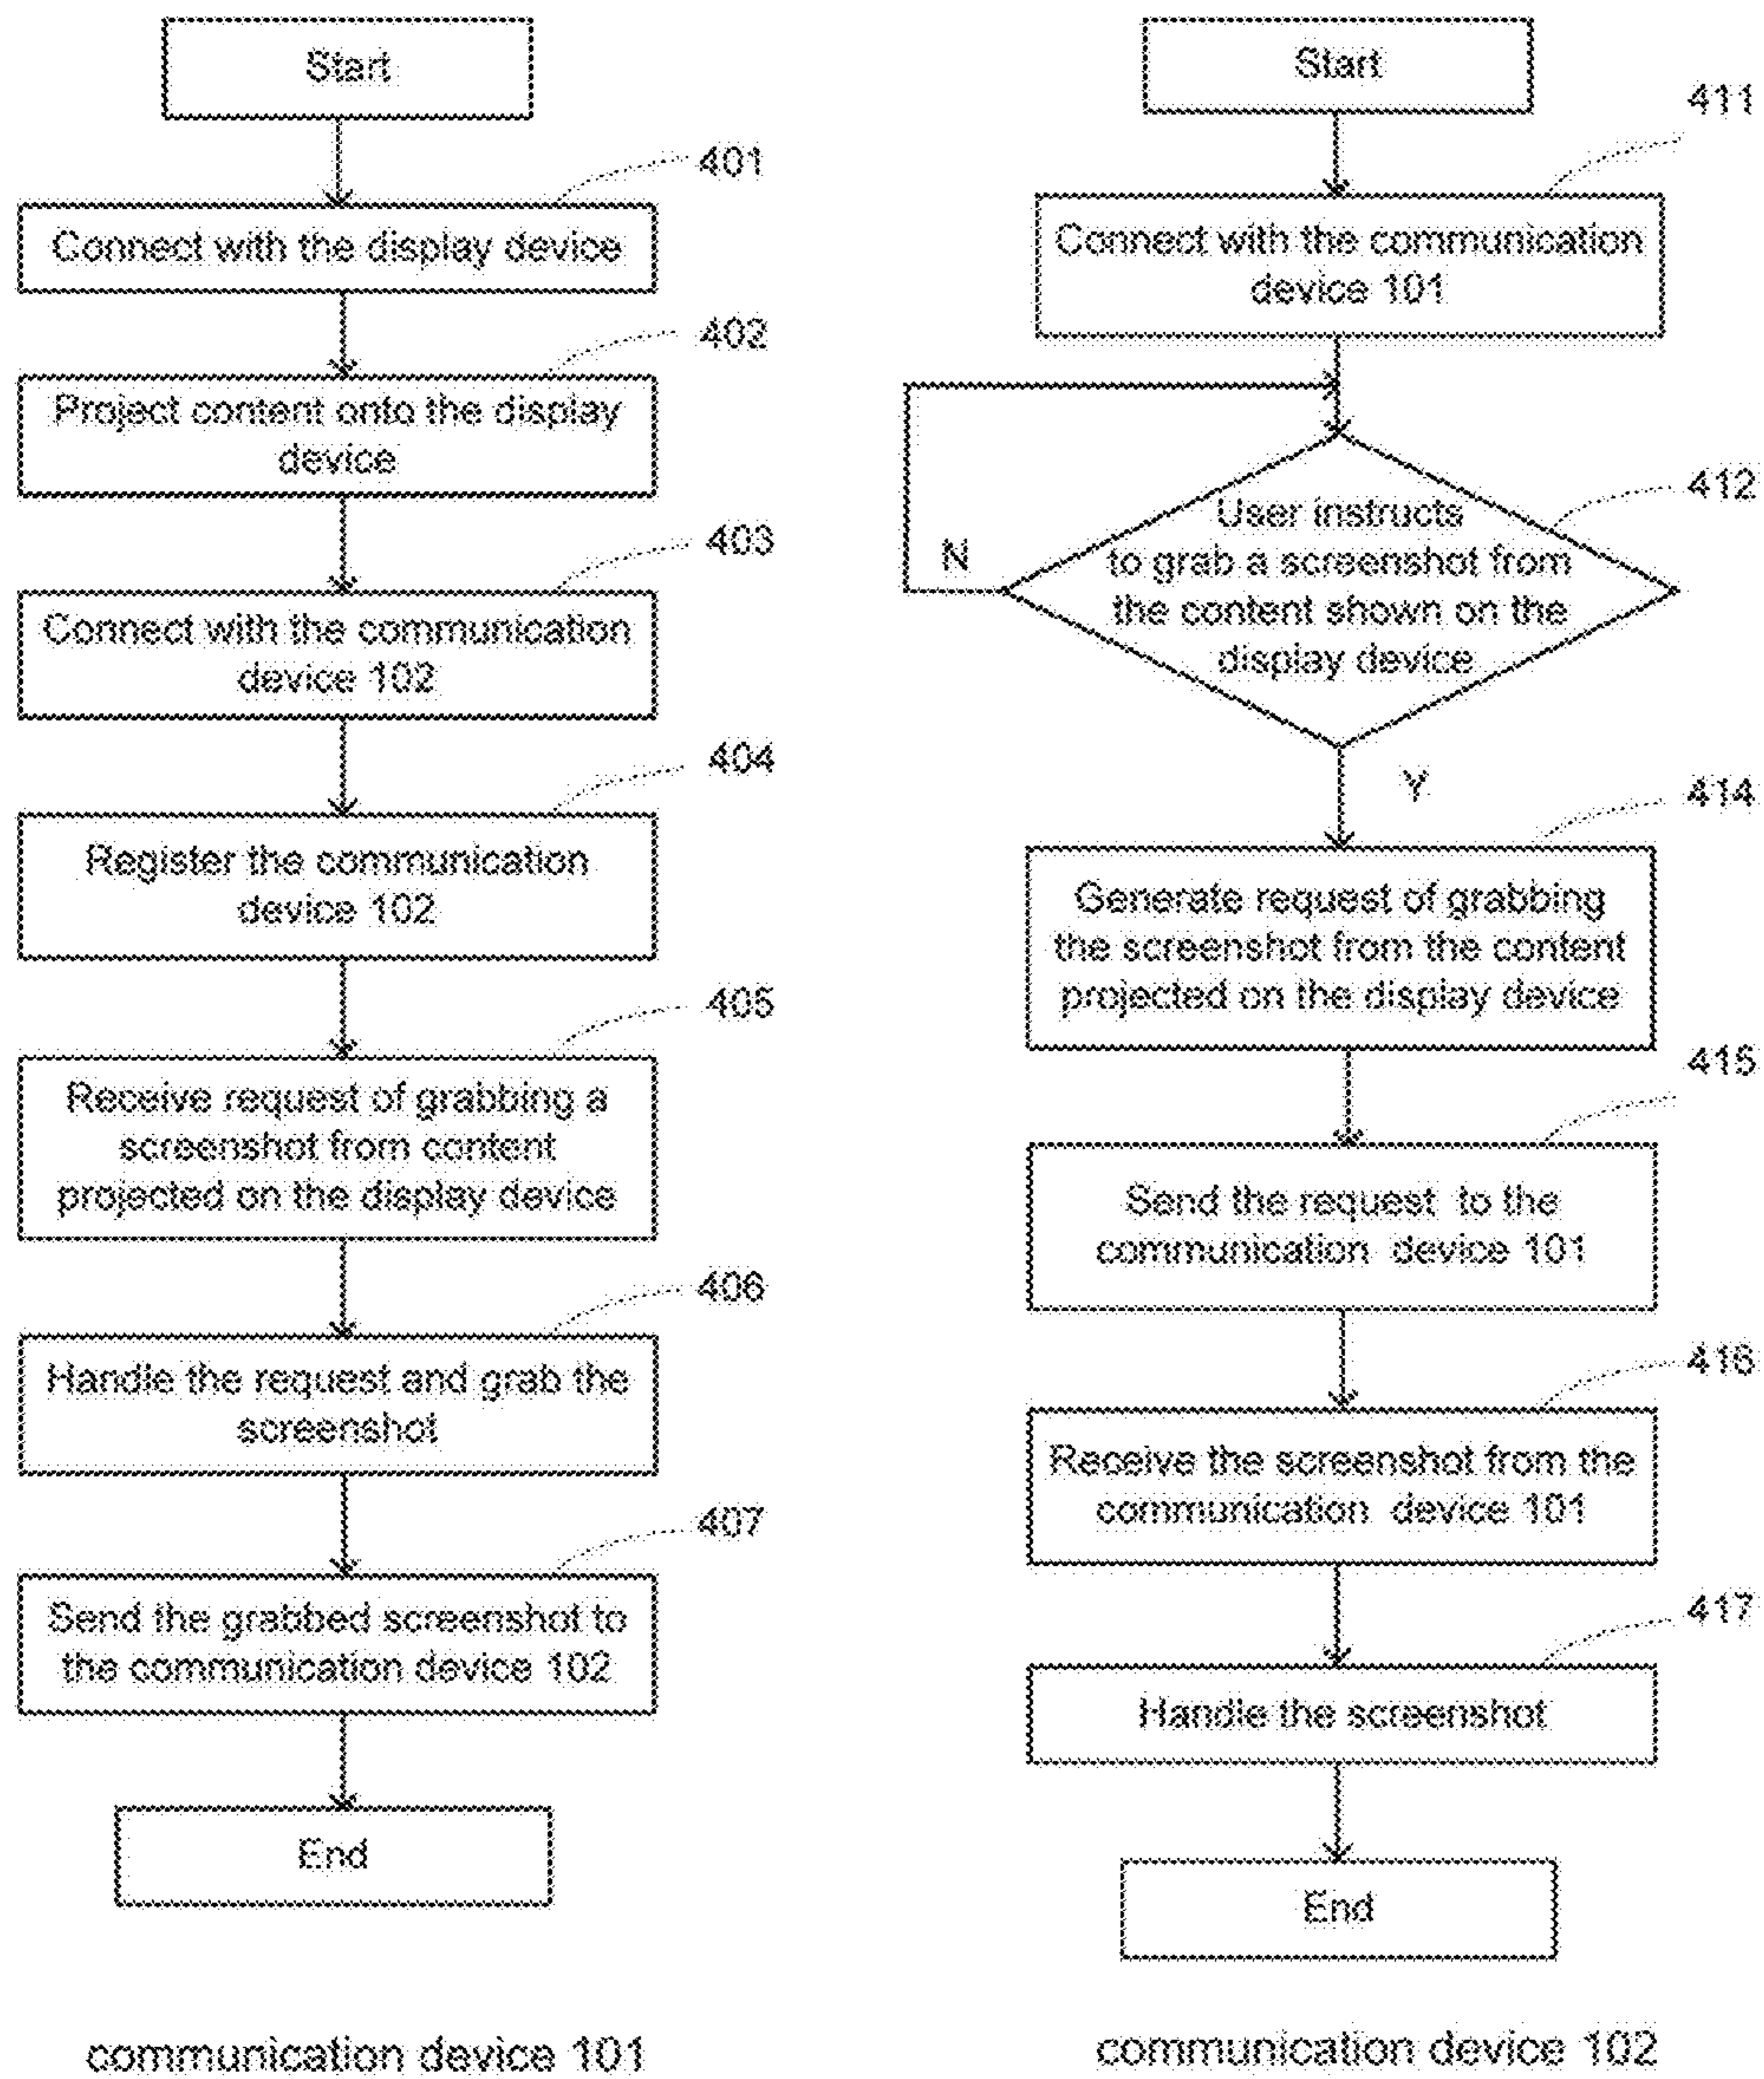 Start
401
Connect with the display device
402
Project content onto the display
device
403
Connect with the communication
device 102
404
Register the communication
device 102
405
Receive request of grabbing a
screenshot from content
projected on the display device
406
Handle the request and grab the
screenshot
407
Send the grabbed screenshot to
the communication device 102
End
communication device 101
Start
411
Connect with the communication
device 101
412
User instructs
to grab a screenshot from
the content shown on the
display device
N
Y
414
Generate request of grabbing
the screenshot from the content
projected on the display device
415
Send the request to the
communication device 101
416
Receive the screenshot from the
communication device 101
417
Handle the screenshot
End
communication device 102